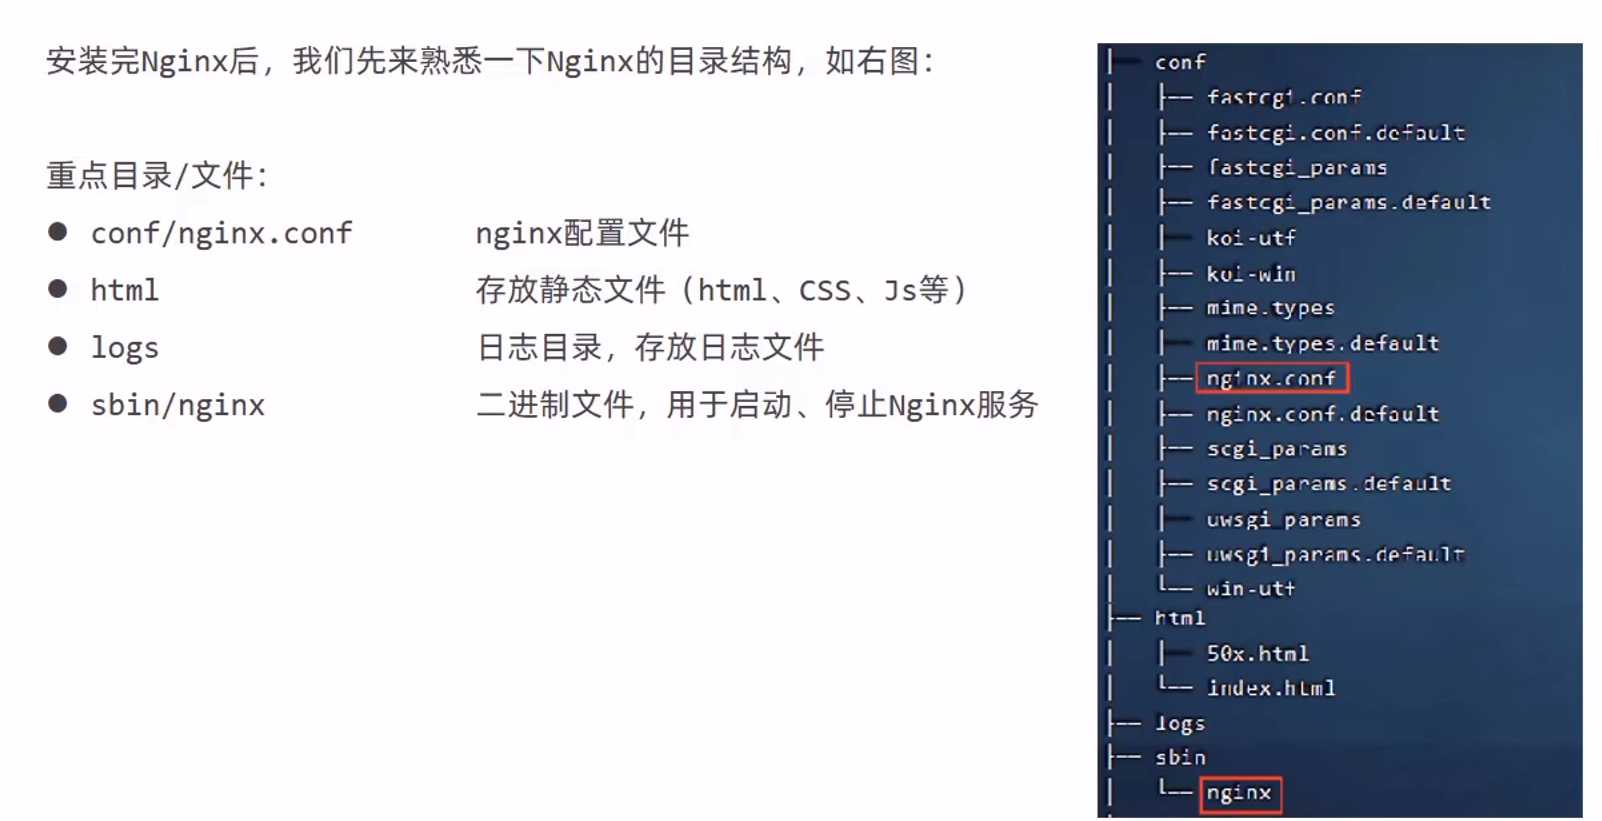 安装完Nginx后，我们先来熟悉一下Nginx的目录结构，如右图：
重点目录/文件：
● conf/nginx.conf nginx配置文件
● html 存放静态文件（html、CSS、Js等）
● logs 日志目录，存放日志文件
● sbin/nginx 二进制文件，用于启动、停止Nginx服务
├── conf
│   ├── fastcgi.conf
│   ├── fastcgi.conf.default
│   ├── fastcgi_params
│   ├── fastcgi_params.default
│   ├── koi-utf
│   ├── koi-win
│   ├── mime.types
│   ├── mime.types.default
│   ├── nginx.conf
│   ├── nginx.conf.default
│   ├── scgi_params
│   ├── scgi_params.default
│   ├── uwsgi_params
│   ├── uwsgi_params.default
│   └── win-utf
├── html
│   ├── 50x.html
│   └── index.html
├── logs
├── sbin
│   └── nginx